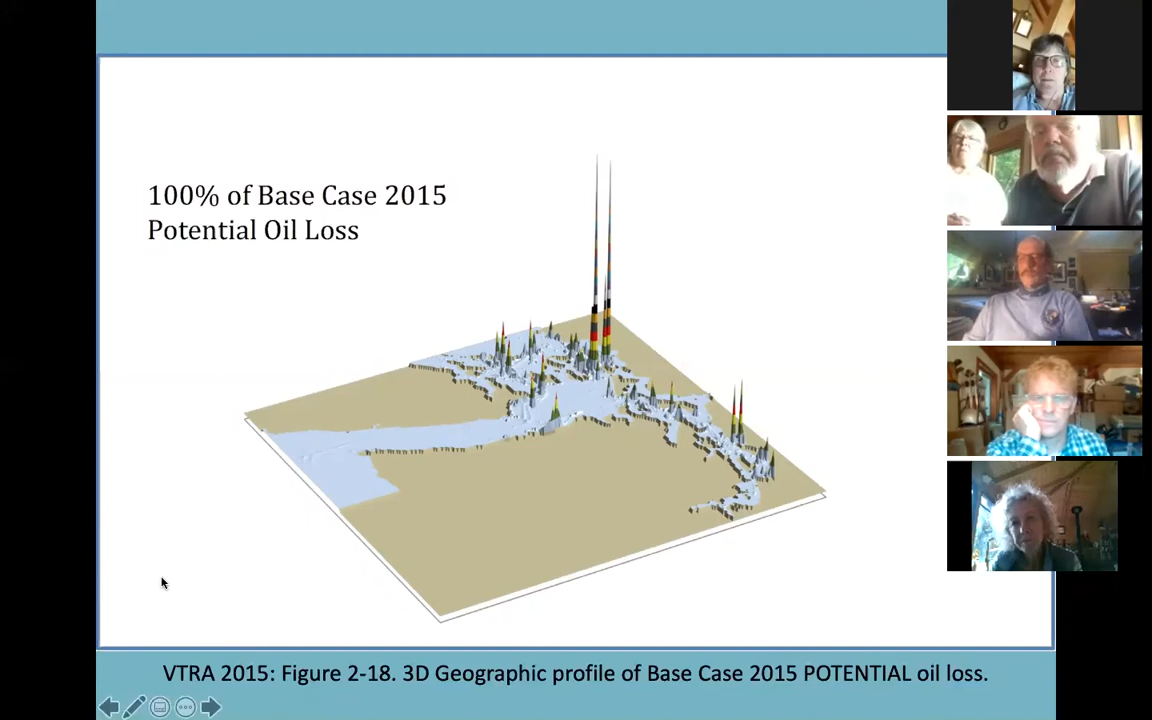 100% of Base Case 2015
Potential Oil Loss
VTRA 2015: Figure 2-18. 3D Geographic profile of Base Case 2015 POTENTIAL oil loss.